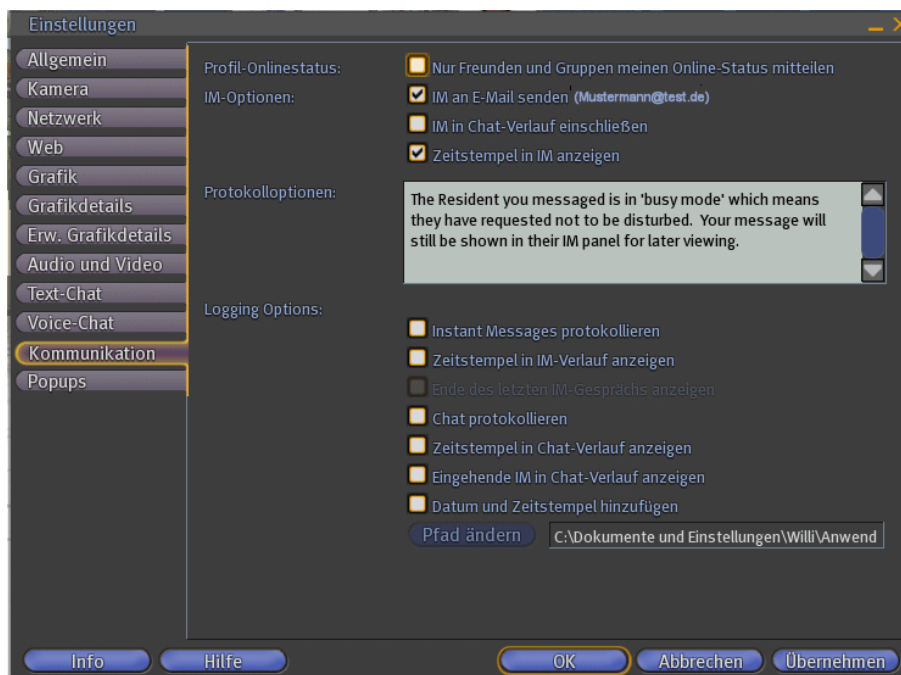 Einstellungen
Allgemein
Kamera
Netzwerk
Web
Grafik
Grafikdetails
Erw. Grafikdetails
Audio und Video
Text-Chat
Voice-Chat
Kommunikation
Popups
Profil-Onlinestatus:
Nur Freunden und Gruppen meinen Online-Status mitteilen
IM-Optionen:
IM an E-Mail senden (Mustermann@test.de)
IM in Chat-Verlauf einschließen
Zeitstempel in IM anzeigen
Protokolloptionen:
The Resident you messaged is in 'busy mode' which means
they have requested not to be disturbed. Your message will
still be shown in their IM panel for later viewing.
Logging Options:
Instant Messages protokollieren
Zeitstempel in IM-Verlauf anzeigen
Ende des letzten IM-Gesprächs anzeigen
Chat protokollieren
Zeitstempel in Chat-Verlauf anzeigen
Eingehende IM in Chat-Verlauf anzeigen
Datum und Zeitstempel hinzufügen
Pfad ändern
C:\Dokumente und Einstellungen\Willi\Anwend
Info
Hilfe
OK
Abbrechen
Übernehmen